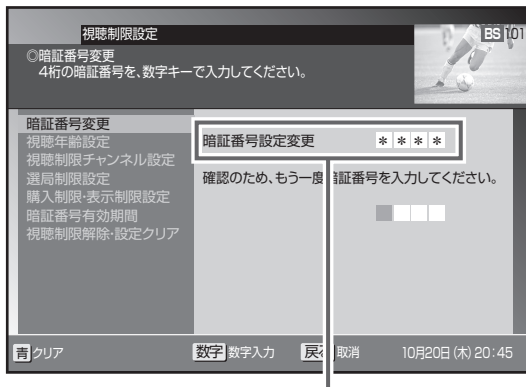 視聴制限設定
BS 101
◎暗証番号変更
4桁の暗証番号を、数字キーで入力してください。
暗証番号変更
視聴年齢設定
視聴制限チャンネル設定
選局制限設定
購入制限・表示制限設定
暗証番号有効期間
視聴制限解除・設定クリア
暗証番号設定変更 * * * *
確認のため、もう一度暗証番号を入力してください。
青 クリア 数字 数字入力 戻る 取消 10月20日(木)20:45